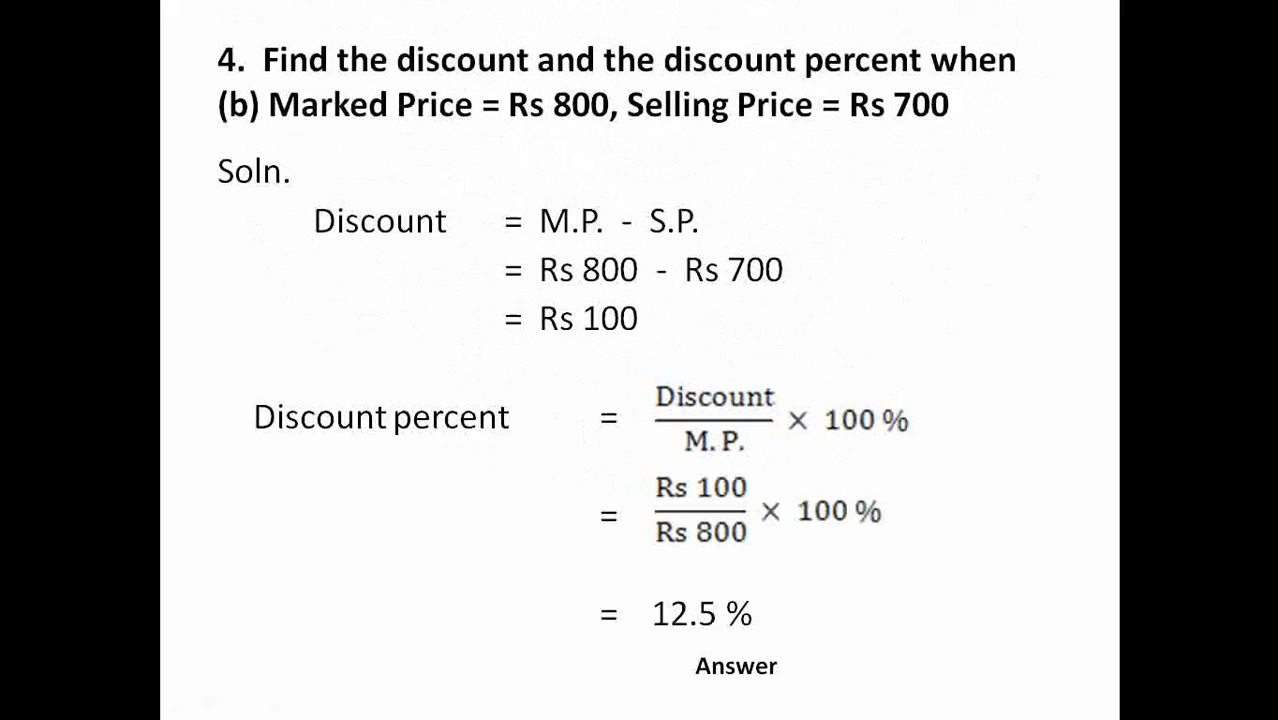 4. Find the discount and the discount percent when
(b) Marked Price = Rs 800, Selling Price = Rs 700
Soln.
Discount = M.P. - S.P.
= Rs 800 - Rs 700
= Rs 100
Discount percent = Discount / M. P. × 100 %
= Rs 100 / Rs 800 × 100 %
= 12.5 %
Answer